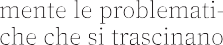 mente le problemati-
che che si trascinano